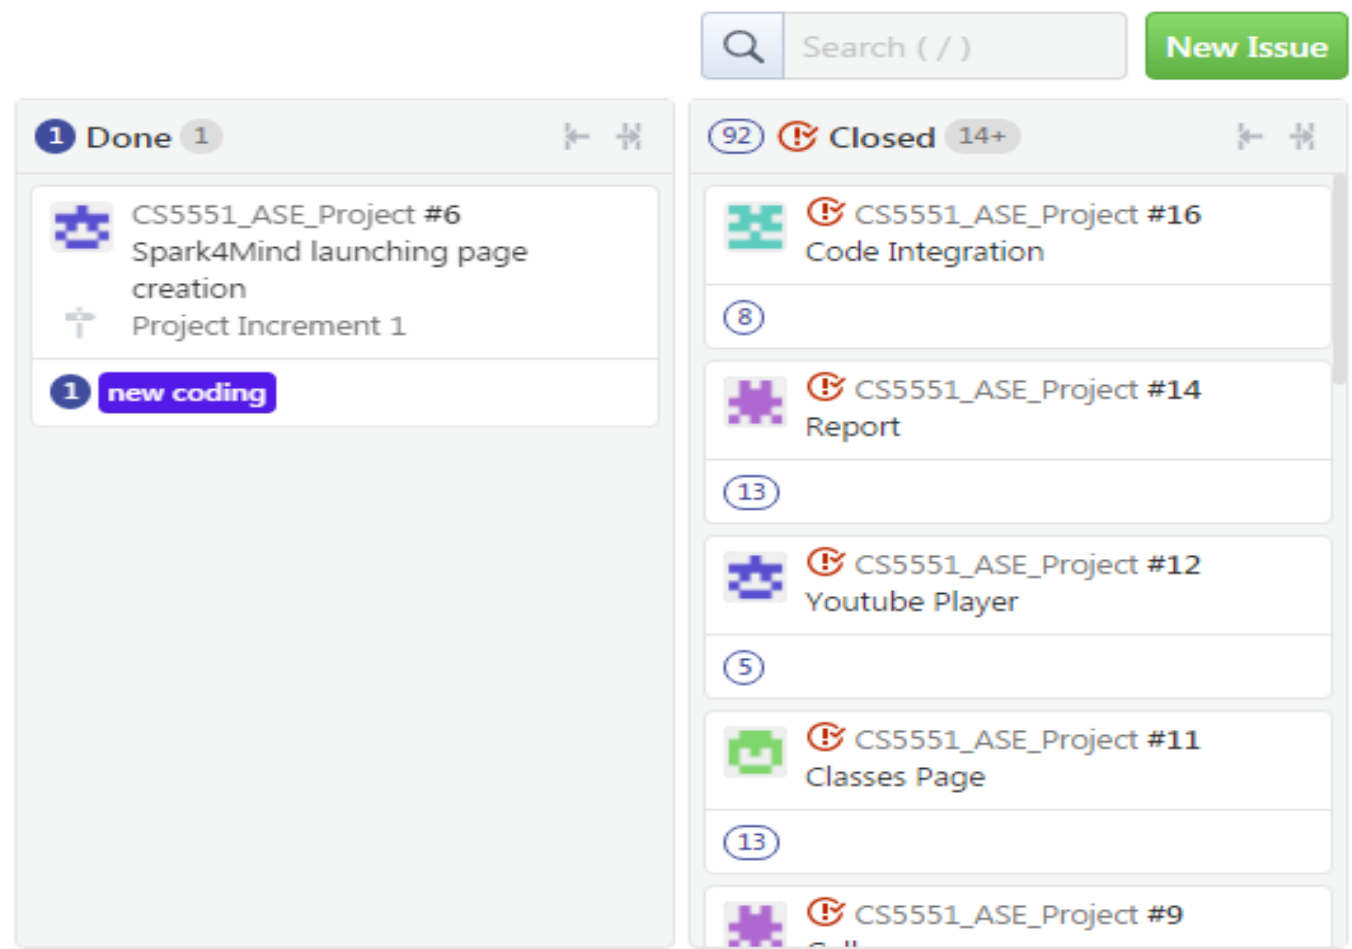 Search ( / )
New Issue
1 Done 1
CS5551_ASE_Project #6
Spark4Mind launching page
creation
Project Increment 1
1 new coding
92 Closed 14+
CS5551_ASE_Project #16
Code Integration
8
CS5551_ASE_Project #14
Report
13
CS5551_ASE_Project #12
Youtube Player
5
CS5551_ASE_Project #11
Classes Page
13
CS5551_ASE_Project #9